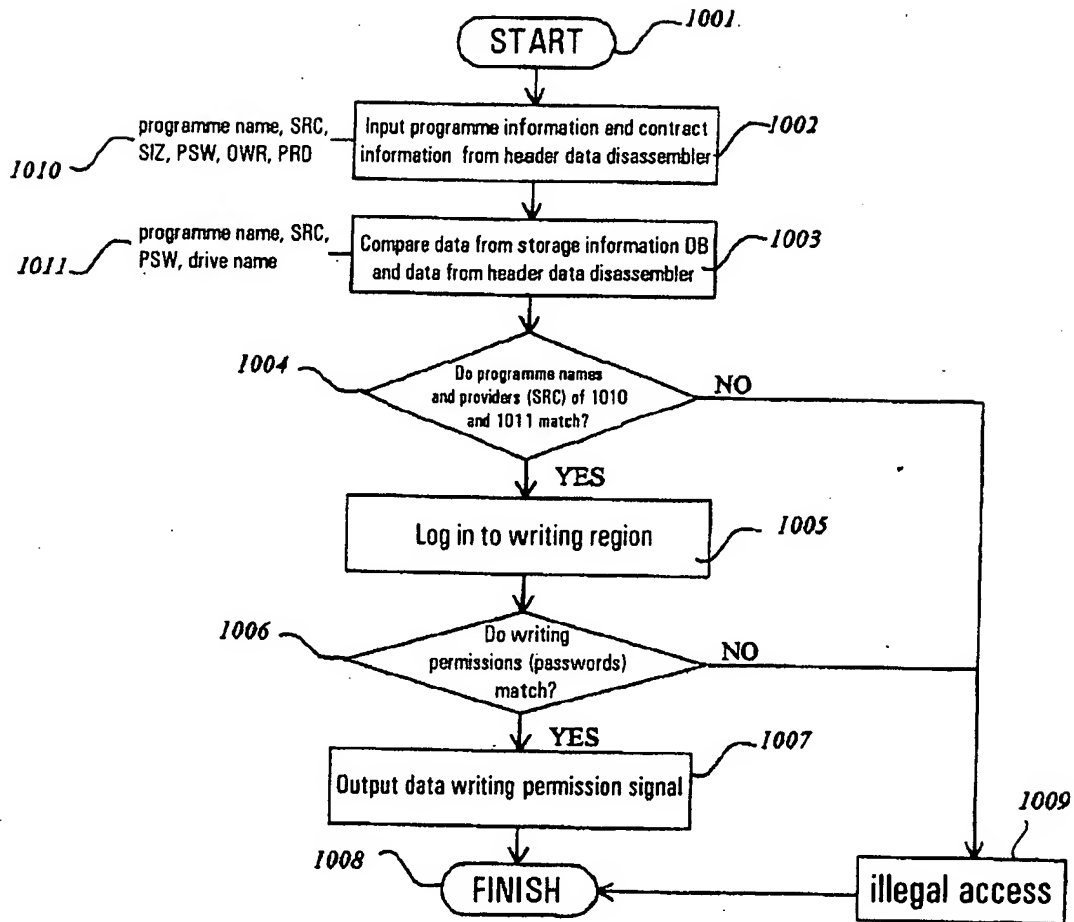 1001
START
programme name, SRC,
SIZ, PSW, OWR, PRD
1010
Input programme information and contract
information from header data disassembler
1002
programme name, SRC,
PSW, drive name
1011
Compare data from storage information DB
and data from header data disassembler
1003
1004
Do programme names
and providers (SRC) of 1010
and 1011 match?
NO
YES
Log in to writing region
1005
1006
Do writing
permissions (passwords)
match?
NO
YES
1007
Output data writing permission signal
1008
FINISH
1009
illegal access